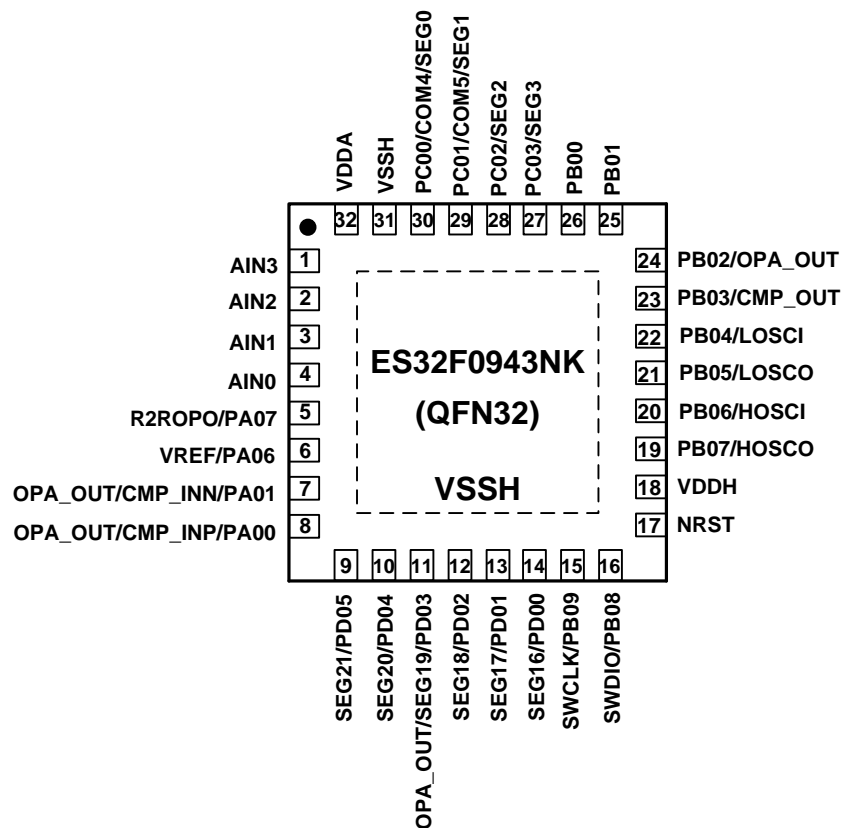 VDDA
VSSH
PC00/COM4/SEG0
PC01/COM5/SEG1
PC02/SEG2
PC03/SEG3
PB00
PB01
32 31 30 29 28 27 26 25
AIN3 1
AIN2 2
AIN1 3
AIN0 4
R2ROPO/PA07 5
VREF/PA06 6
OPA_OUT/CMP_INN/PA01 7
OPA_OUT/CMP_INP/PA00 8
ES32F0943NK
(QFN32)
VSSH
24 PB02/OPA_OUT
23 PB03/CMP_OUT
22 PB04/LOSCI
21 PB05/LOSCO
20 PB06/HOSCI
19 PB07/HOSCO
18 VDDH
17 NRST
9 10 11 12 13 14 15 16
SEG21/PD05
SEG20/PD04
OPA_OUT/SEG19/PD03
SEG18/PD02
SEG17/PD01
SEG16/PD00
SWCLK/PB09
SWDIO/PB08